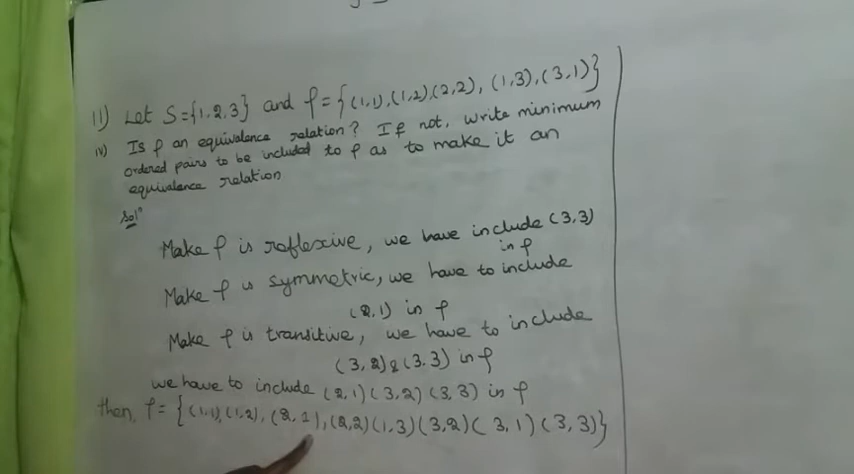 11) Let S={1,2,3} and ρ={(1,1),(1,2),(2,2),(1,3),(3,1)}
iv) Is ρ an equivalence relation? If not, write minimum
ordered pairs to be included to ρ as to make it an
equivalence relation
Solⁿ
Make ρ is reflexive, we have include (3,3)
in ρ
Make ρ is symmetric, we have to include
(2,1) in ρ
Make ρ is transitive, we have to include
(3,2) & (3,3) in ρ
we have to include (2,1)(3,2)(3,3) in ρ
then, ρ={(1,1),(1,2),(2,1),(2,2)(1,3)(3,2)(3,1)(3,3)}